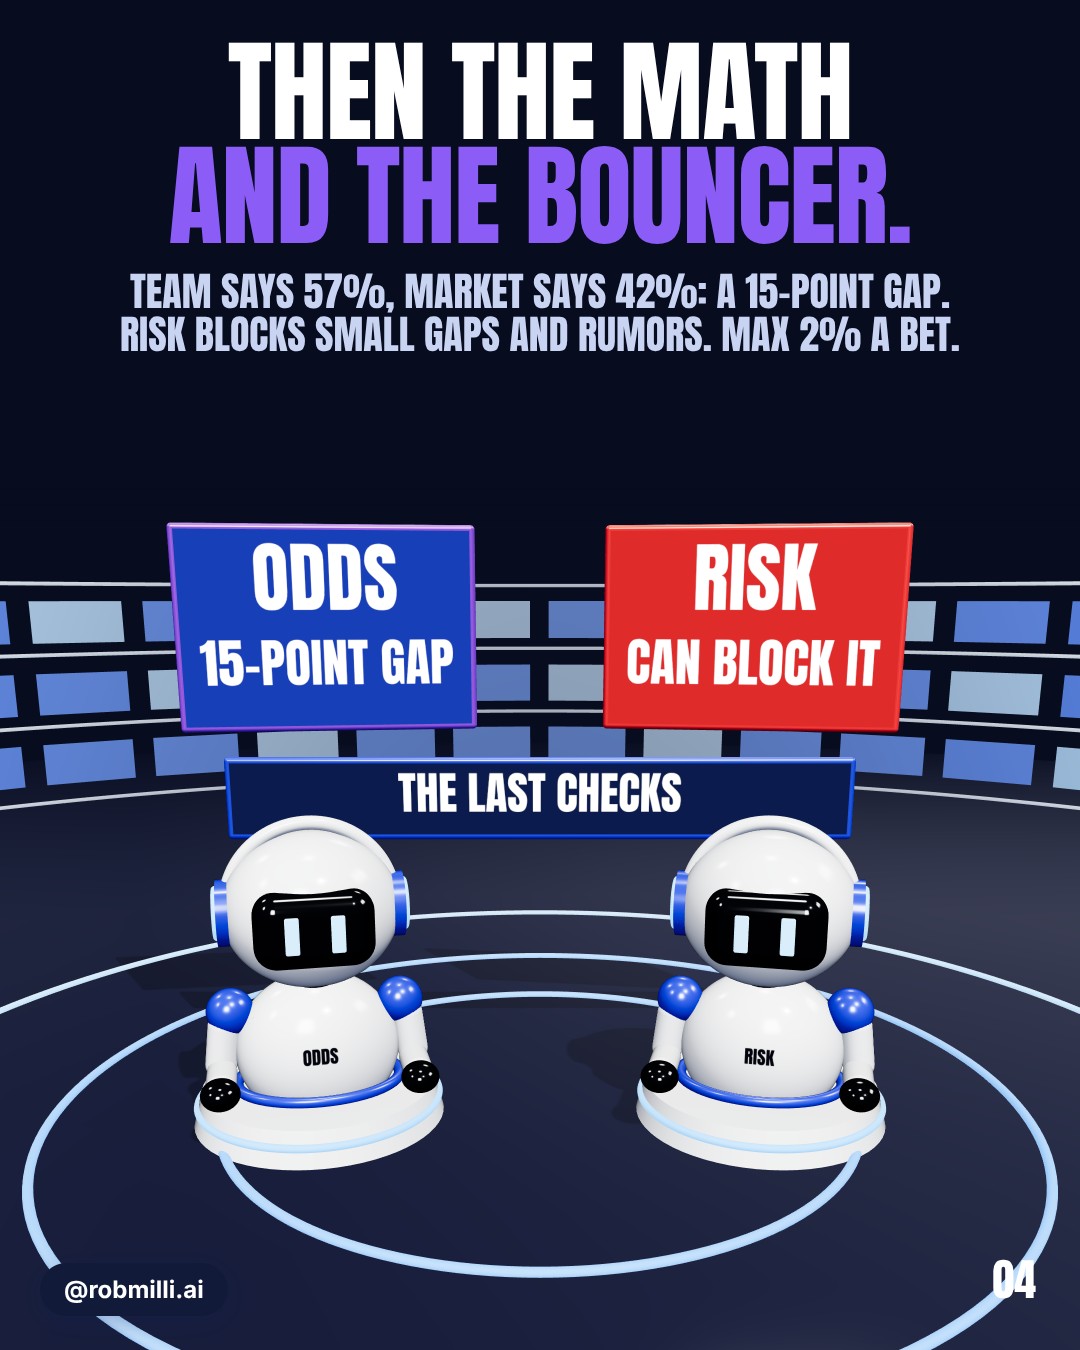 THEN THE MATH
AND THE BOUNCER.
TEAM SAYS 57%, MARKET SAYS 42%: A 15-POINT GAP.
RISK BLOCKS SMALL GAPS AND RUMORS. MAX 2% A BET.
ODDS
15-POINT GAP
RISK
CAN BLOCK IT
THE LAST CHECKS
ODDS
RISK
@robmilli.ai
04